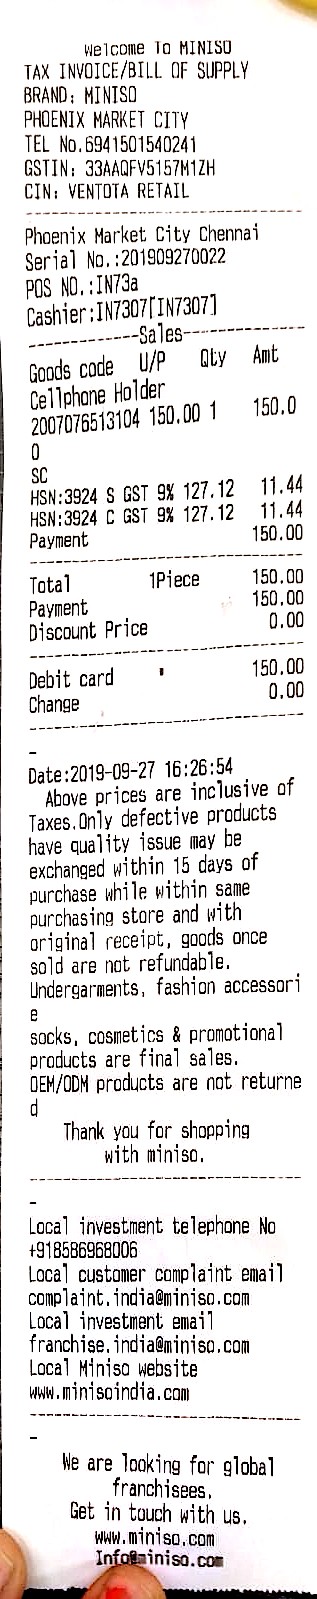 Welcome To MINISO
TAX INVOICE/BILL OF SUPPLY
BRAND: MINISO
PHOENIX MARKET CITY
TEL No.6941501540241
GSTIN: 33AAQFV5157M1ZH
CIN: VENTOTA RETAIL
Phoenix Market City Chennai
Serial No.:201909270022
POS NO.:IN73a
Cashier:IN7307[IN7307]
------------Sales------------
Goods code U/P Qty Amt
Cellphone Holder
2007076513104 150.00 1 150.0
0
SC
HSN:3924 S GST 9% 127.12 11.44
HSN:3924 C GST 9% 127.12 11.44
Payment 150.00
Total 1Piece 150.00
Payment 150.00
Discount Price 0.00
Debit card 150.00
Change 0.00
-
Date:2019-09-27 16:26:54
Above prices are inclusive of
Taxes.Only defective products
have quality issue may be
exchanged within 15 days of
purchase while within same
purchasing store and with
original receipt, goods once
sold are not refundable.
Undergarments, fashion accessori
e
socks, cosmetics & promotional
products are final sales.
OEM/ODM products are not returne
d
Thank you for shopping
with miniso.
-
Local investment telephone No
+918586968006
Local customer complaint email
complaint.india@miniso.com
Local investment email
franchise.india@miniso.com
Local Miniso website
www.minisoindia.com
-
We are looking for global
franchisees.
Get in touch with us.
www.miniso.com
Info@miniso.com